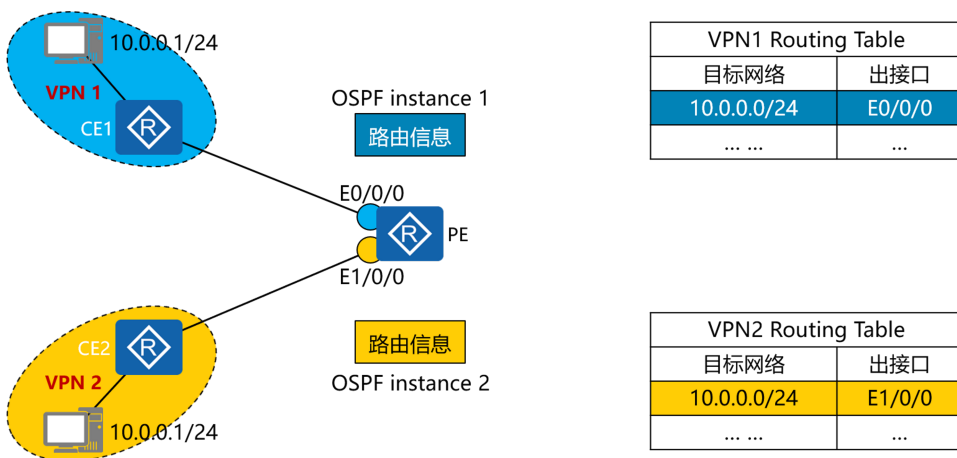 10.0.0.1/24
VPN 1
CE1
R
OSPF instance 1
路由信息
E0/0/0
R
PE
E1/0/0
路由信息
OSPF instance 2
CE2
R
VPN 2
10.0.0.1/24
VPN1 Routing Table
目标网络 出接口
10.0.0.0/24 E0/0/0
... ... ...
VPN2 Routing Table
目标网络 出接口
10.0.0.0/24 E1/0/0
... ... ...